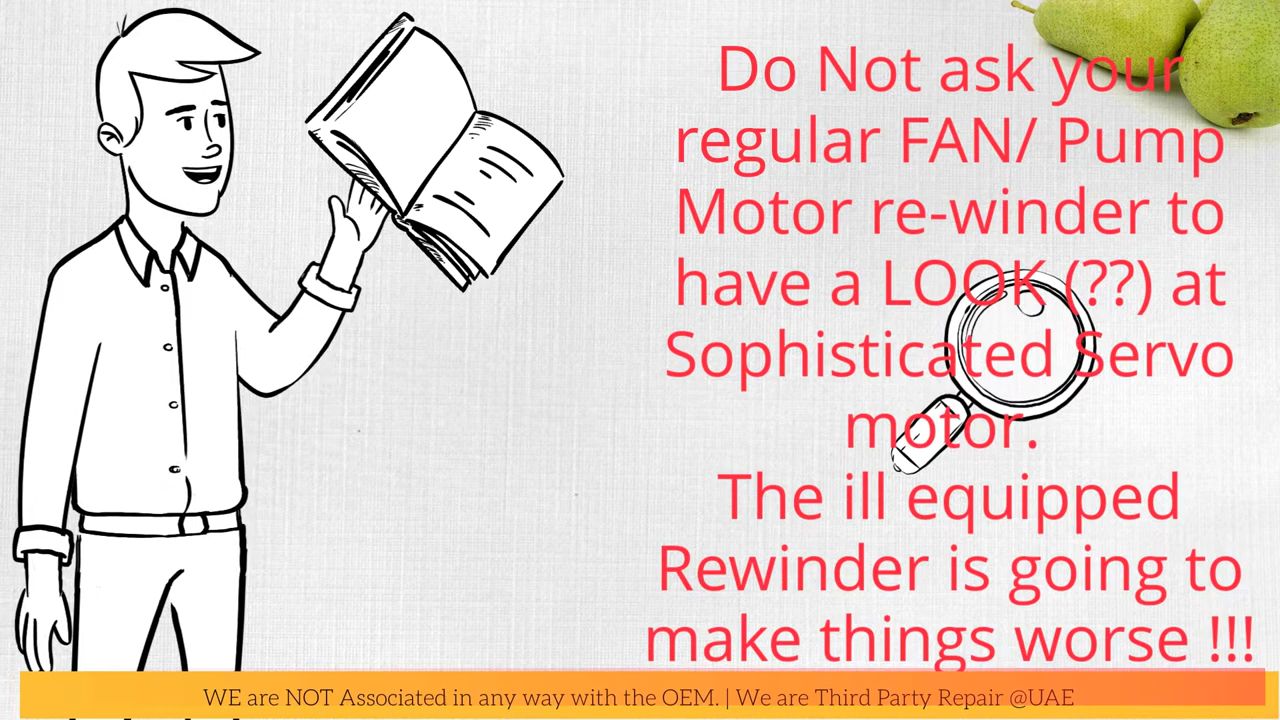 Do Not ask your
regular FAN/ Pump
Motor re-winder to
have a LOOK (??) at
Sophisticated Servo
motor.
The ill equipped
Rewinder is going to
make things worse !!!
WE are NOT Associated in any way with the OEM. | We are Third Party Repair @UAE